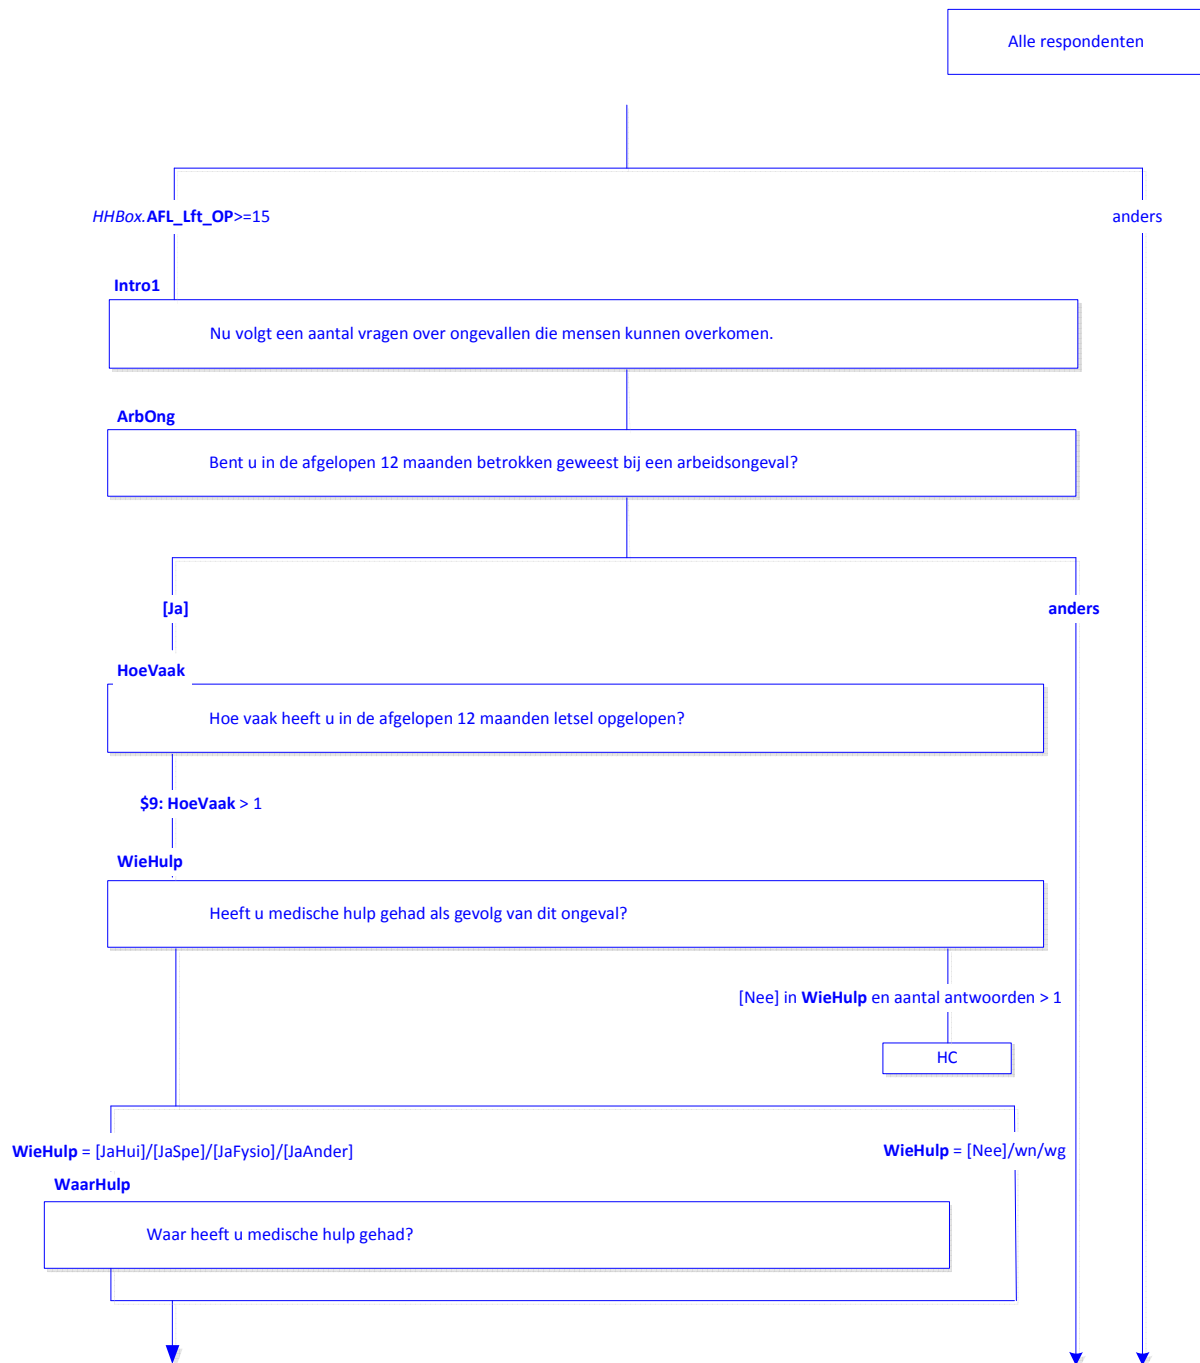 Alle respondenten
HHBox.AFL_Lft_OP>=15
anders
Intro1
Nu volgt een aantal vragen over ongevallen die mensen kunnen overkomen.
ArbOng
Bent u in de afgelopen 12 maanden betrokken geweest bij een arbeidsongeval?
[Ja]
anders
HoeVaak
Hoe vaak heeft u in de afgelopen 12 maanden letsel opgelopen?
$9: HoeVaak > 1
WieHulp
Heeft u medische hulp gehad als gevolg van dit ongeval?
[Nee] in WieHulp en aantal antwoorden > 1
HC
WieHulp = [JaHui]/[JaSpe]/[JaFysio]/[JaAnder]
WieHulp = [Nee]/wn/wg
WaarHulp
Waar heeft u medische hulp gehad?